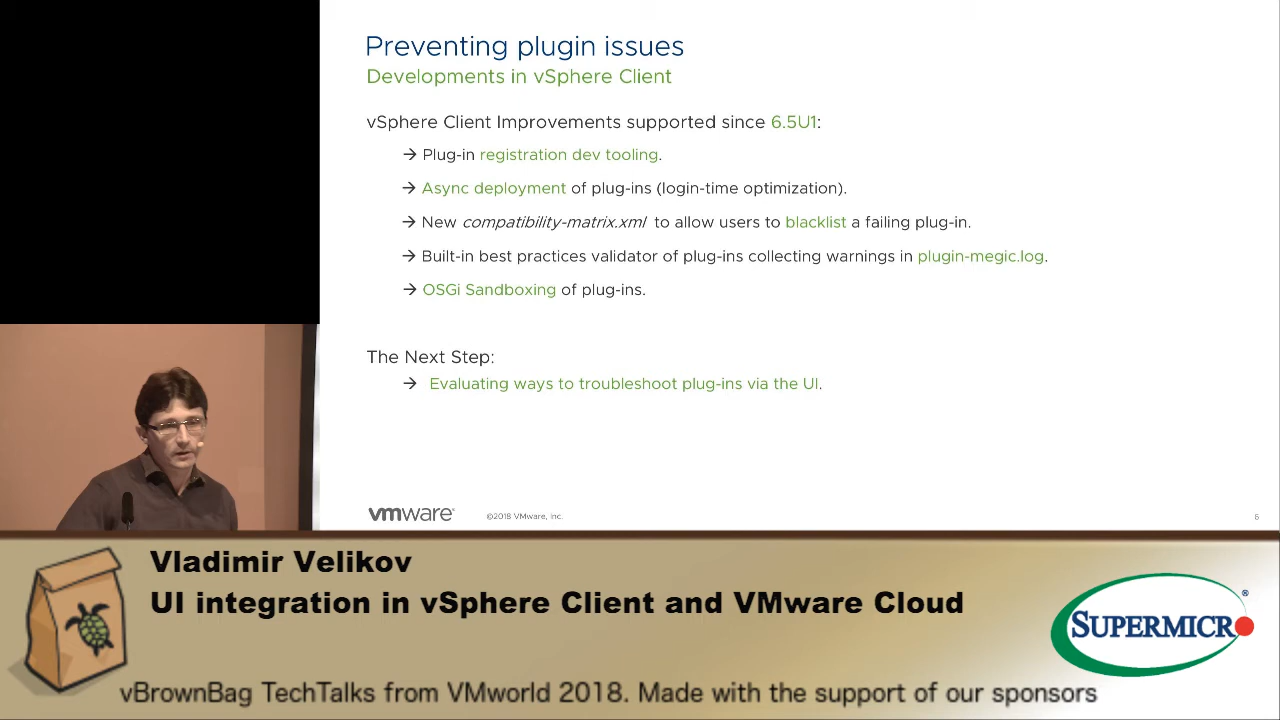 Preventing plugin issues
Developments in vSphere Client
vSphere Client Improvements supported since 6.5U1:
→ Plug-in registration dev tooling.
→ Async deployment of plug-ins (login-time optimization).
→ New compatibility-matrix.xml to allow users to blacklist a failing plug-in.
→ Built-in best practices validator of plug-ins collecting warnings in plugin-megic.log.
→ OSGi Sandboxing of plug-ins.
The Next Step:
→ Evaluating ways to troubleshoot plug-ins via the UI.
vmware® ©2018 VMware, Inc. 6
Vladimir Velikov
UI integration in vSphere Client and VMware Cloud
SUPERMICRO®
vBrownBag TechTalks from VMworld 2018. Made with the support of our sponsors